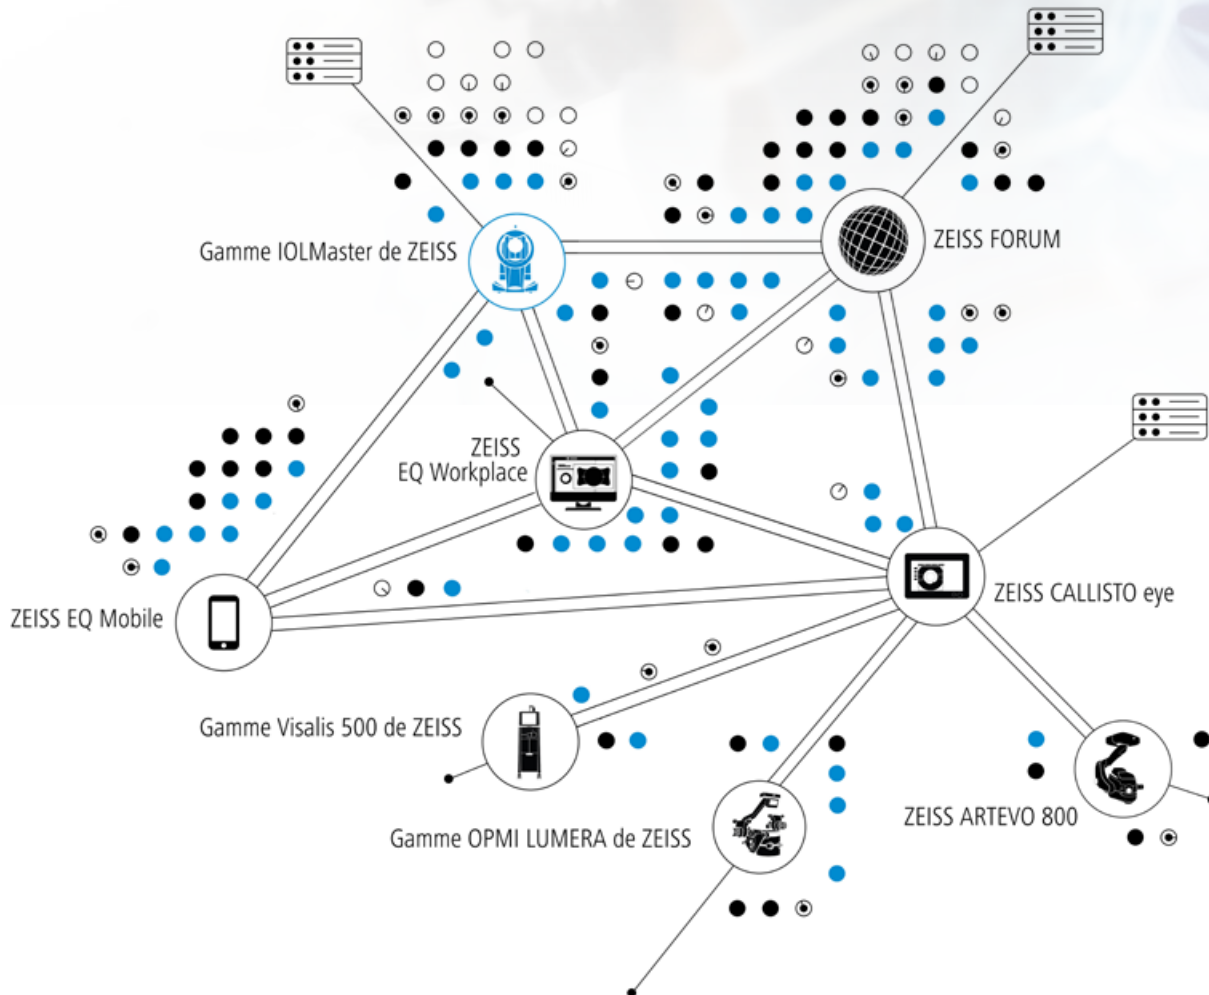 Gamme IOLMaster de ZEISS
ZEISS FORUM
ZEISS
EQ Workplace
ZEISS EQ Mobile
ZEISS CALLISTO eye
Gamme Visalis 500 de ZEISS
Gamme OPMI LUMERA de ZEISS
ZEISS ARTEVO 800